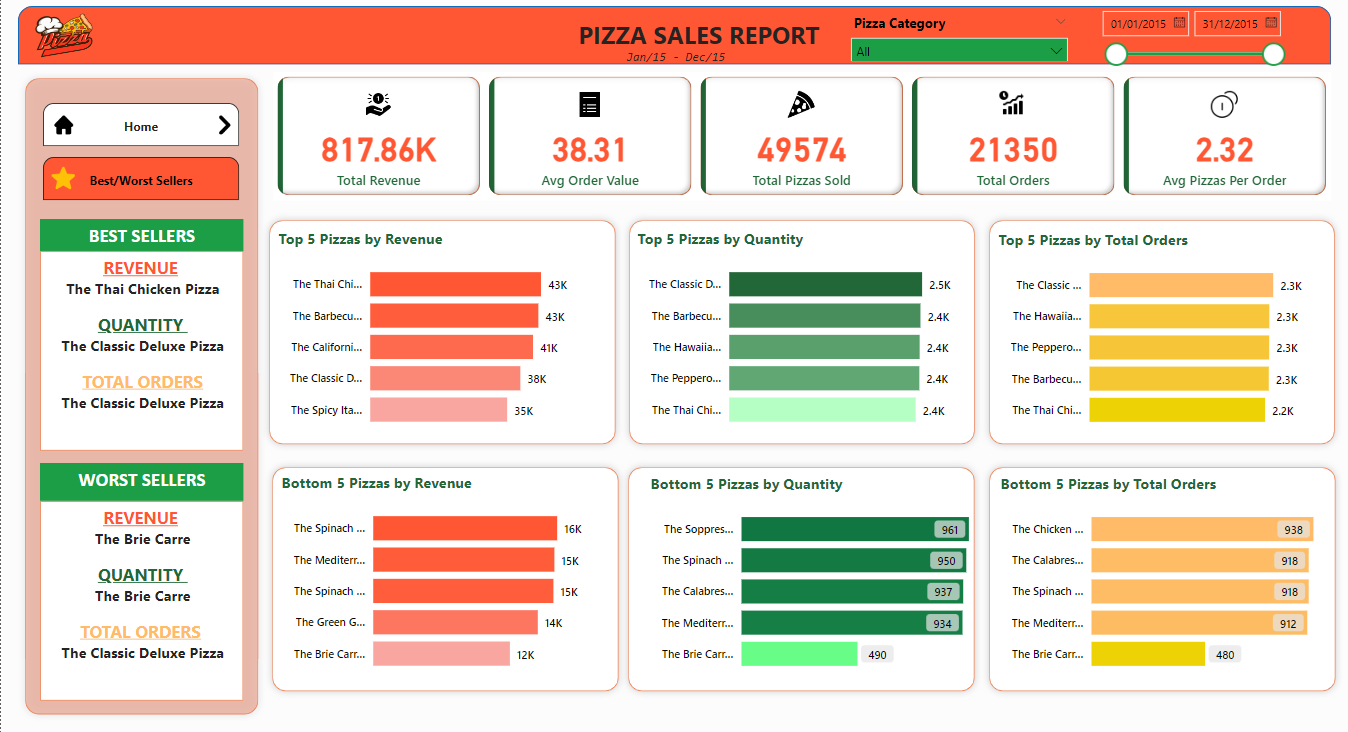 Pizza
PIZZA SALES REPORT
Jan/15 - Dec/15
Pizza Category
All
01/01/2015
31/12/2015
Home
Best/Worst Sellers
817.86K
Total Revenue
38.31
Avg Order Value
49574
Total Pizzas Sold
21350
Total Orders
2.32
Avg Pizzas Per Order
BEST SELLERS
REVENUE
The Thai Chicken Pizza
QUANTITY
The Classic Deluxe Pizza
TOTAL ORDERS
The Classic Deluxe Pizza
WORST SELLERS
REVENUE
The Brie Carre
QUANTITY
The Brie Carre
TOTAL ORDERS
The Classic Deluxe Pizza
Top 5 Pizzas by Revenue
The Thai Chi... 43K
The Barbecu... 43K
The Californi... 41K
The Classic D... 38K
The Spicy Ita... 35K
Top 5 Pizzas by Quantity
The Classic D... 2.5K
The Barbecu... 2.4K
The Hawaiia... 2.4K
The Peppero... 2.4K
The Thai Chi... 2.4K
Top 5 Pizzas by Total Orders
The Classic ... 2.3K
The Hawaiia... 2.3K
The Peppero... 2.3K
The Barbecu... 2.3K
The Thai Chi... 2.2K
Bottom 5 Pizzas by Revenue
The Spinach ... 16K
The Mediterr... 15K
The Spinach ... 15K
The Green G... 14K
The Brie Carr... 12K
Bottom 5 Pizzas by Quantity
The Soppres... 961
The Spinach ... 950
The Calabres... 937
The Mediterr... 934
The Brie Carr... 490
Bottom 5 Pizzas by Total Orders
The Chicken ... 938
The Calabres... 918
The Spinach ... 918
The Mediterr... 912
The Brie Carr... 480